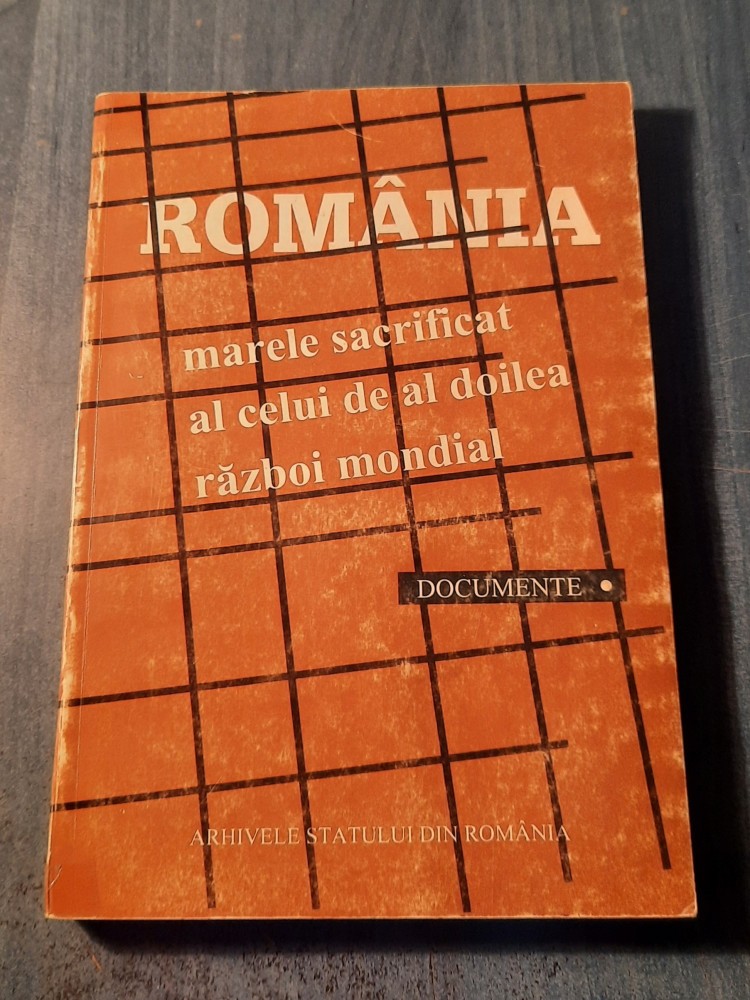 ROMÂNIA
marele sacrificat
al celui de al doilea
război mondial
DOCUMENTE •
ARHIVELE STATULUI DIN ROMÂNIA